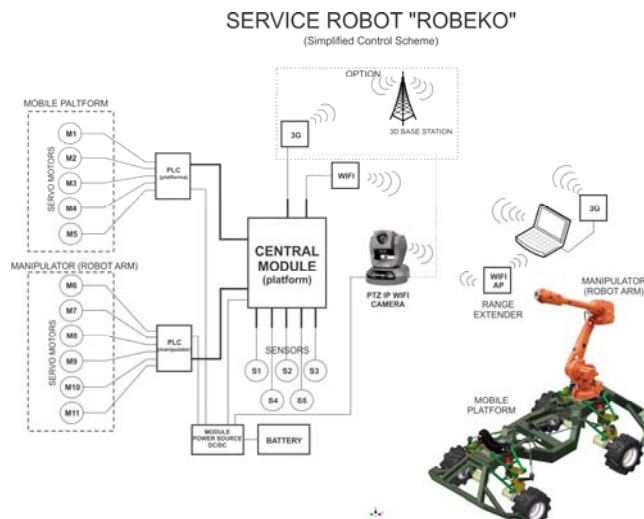 SERVICE ROBOT "ROBEKO"
(Simplified Control Scheme)
OPTION
3G
3D BASE STATION
WIFI
MOBILE PALTFORM
SERVO MOTORS
M1
M2
M3
M4
M5
PLC
(platforma)
CENTRAL
MODULE
(platform)
PTZ IP WIFI
CAMERA
3G
WIFI
AP
RANGE
EXTENDER
MANIPULATOR
(ROBOT ARM)
MANIPULATOR (ROBOT ARM)
SERVO MOTORS
M6
M7
M8
M9
M10
M11
PLC
(manipulator)
SENSORS
S1
S2
S3
S4
S5
MODULE
POWER SOURCE
DC/DC
BATTERY
MOBILE
PLATFORM